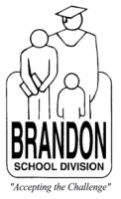 BRANDON
SCHOOL DIVISION
"Accepting the Challenge"